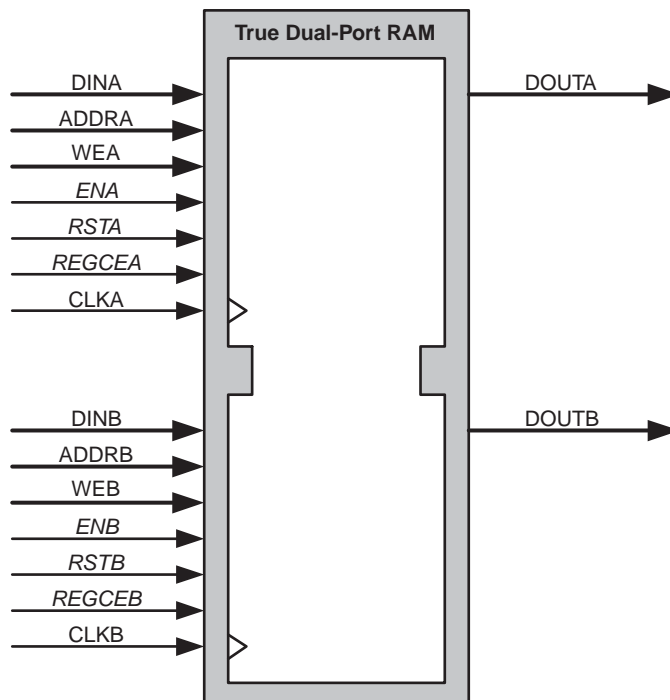 True Dual-Port RAM
DINA
DOUTA
ADDRA
WEA
ENA
RSTA
REGCEA
CLKA
DINB
DOUTB
ADDRB
WEB
ENB
RSTB
REGCEB
CLKB